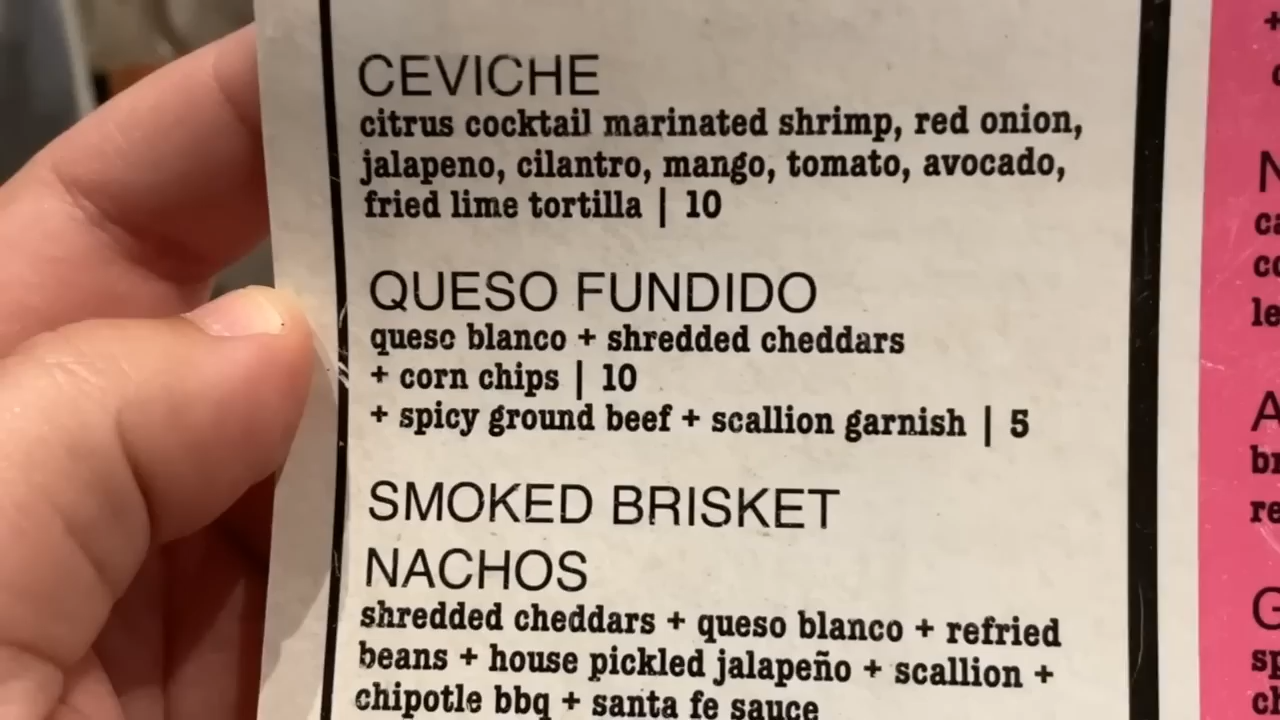 CEVICHE
citrus cocktail marinated shrimp, red onion,
jalapeno, cilantro, mango, tomato, avocado,
fried lime tortilla | 10
QUESO FUNDIDO
queso blanco + shredded cheddars
+ corn chips | 10
+ spicy ground beef + scallion garnish | 5
SMOKED BRISKET
NACHOS
shredded cheddars + queso blanco + refried
beans + house pickled jalapeño + scallion +
chipotle bbq + santa fe sauce